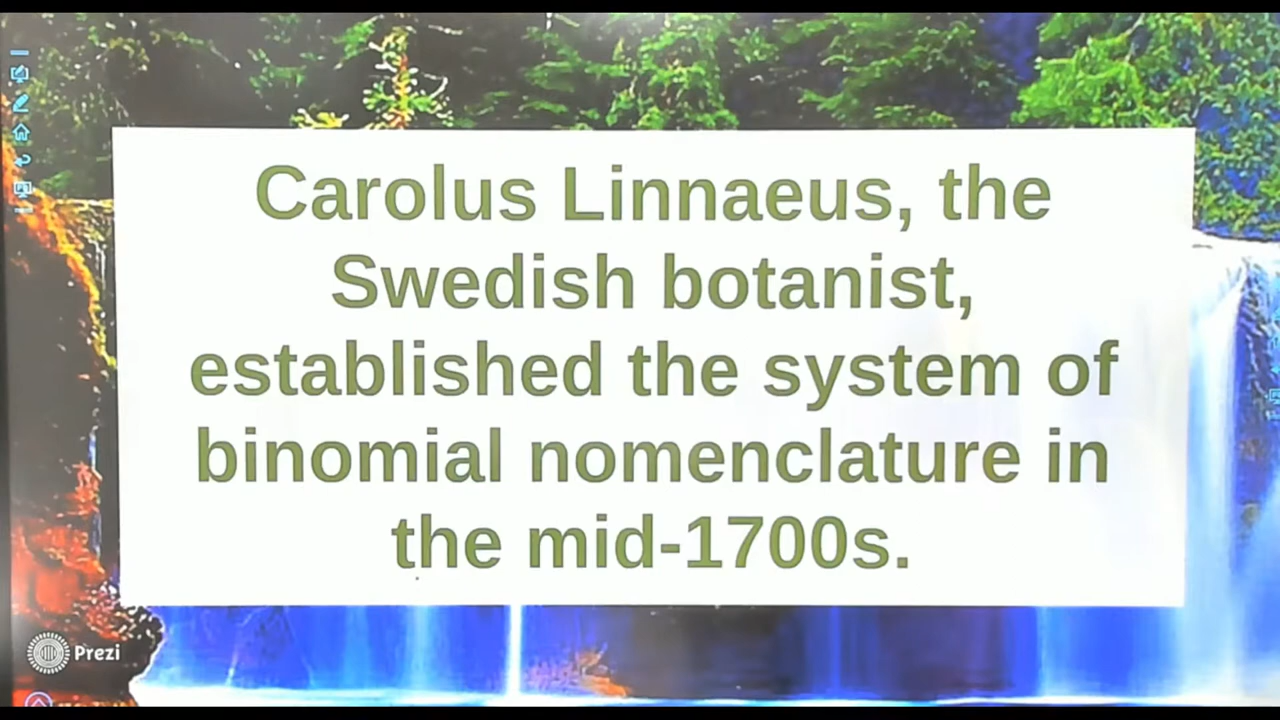 Carolus Linnaeus, the
Swedish botanist,
established the system of
binomial nomenclature in
the mid-1700s.
Prezi